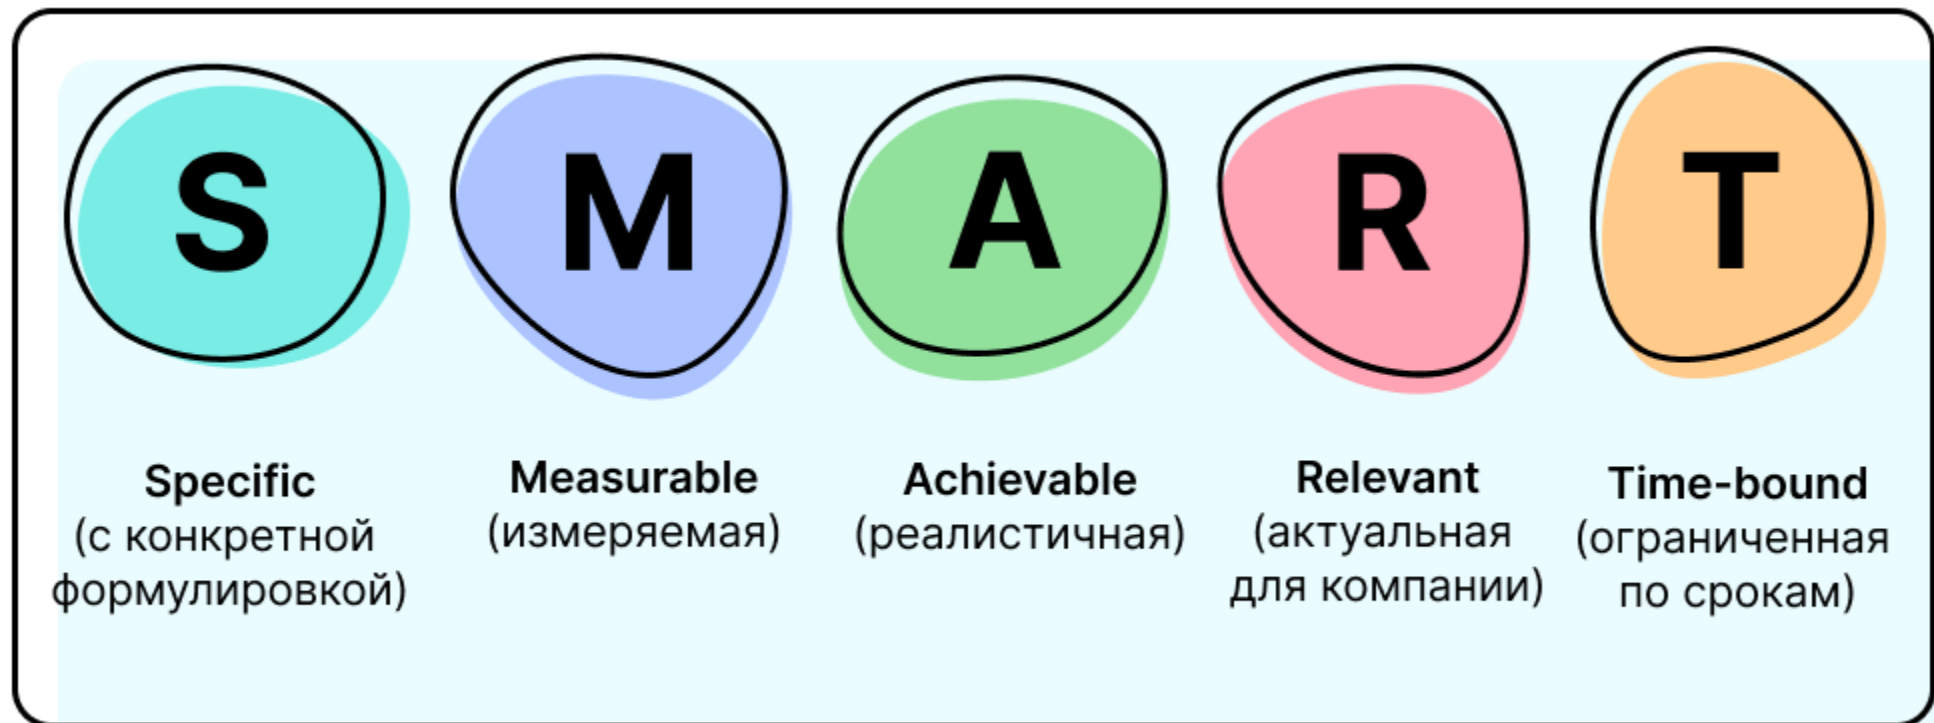 S
M
A
R
T
Specific
(с конкретной
формулировкой)
Measurable
(измеряемая)
Achievable
(реалистичная)
Relevant
(актуальная
для компании)
Time-bound
(ограниченная
по срокам)